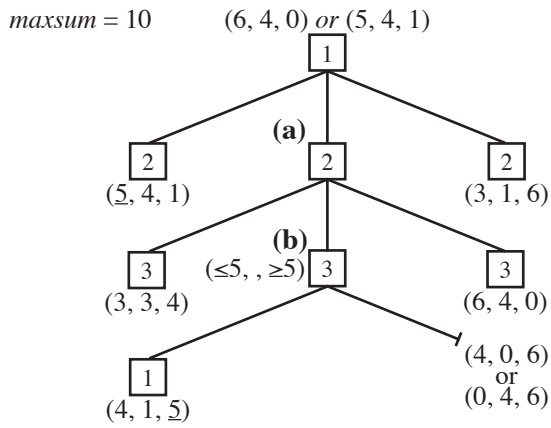 maxsum = 10
(6, 4, 0) or (5, 4, 1)
1
(a)
2
2
2
(5, 4, 1)
(3, 1, 6)
(b)
3
(≤5, , ≥5)
3
3
(3, 3, 4)
(6, 4, 0)
1
(4, 1, 5)
(4, 0, 6)
or
(0, 4, 6)